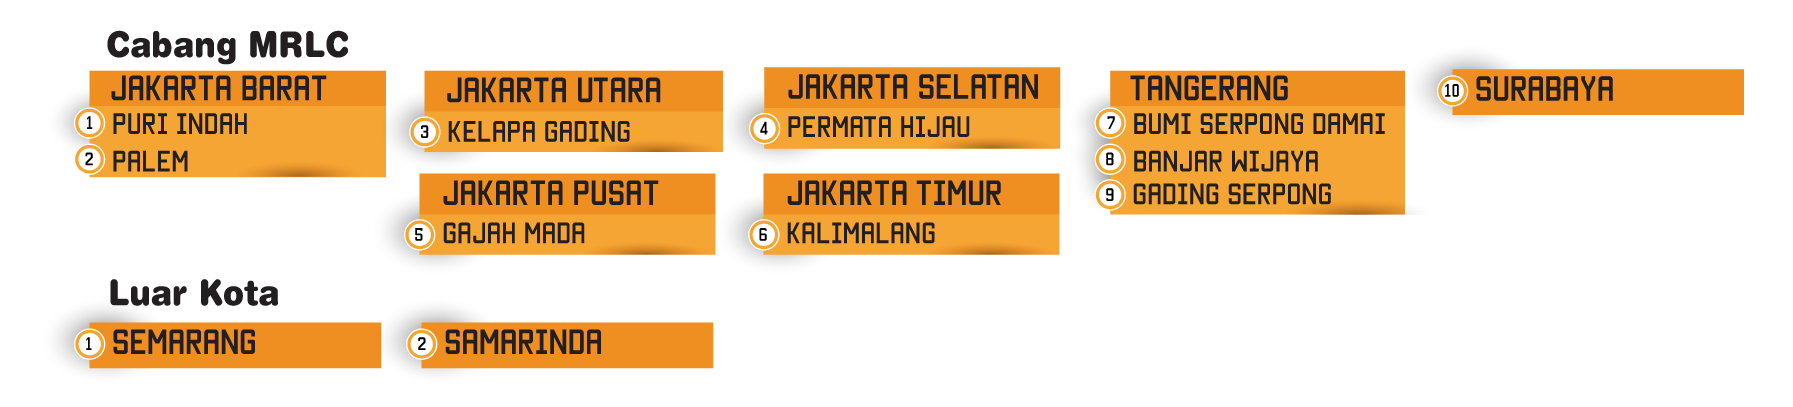 Cabang MRLC
JAKARTA BARAT
1 PURI INDAH
2 PALEM
JAKARTA UTARA
3 KELAPA GADING
JAKARTA SELATAN
4 PERMATA HIJAU
TANGERANG
7 BUMI SERPONG DAMAI
8 BANJAR WIJAYA
9 GADING SERPONG
10 SURABAYA
JAKARTA PUSAT
5 GAJAH MADA
JAKARTA TIMUR
6 KALIMALANG
Luar Kota
1 SEMARANG
2 SAMARINDA